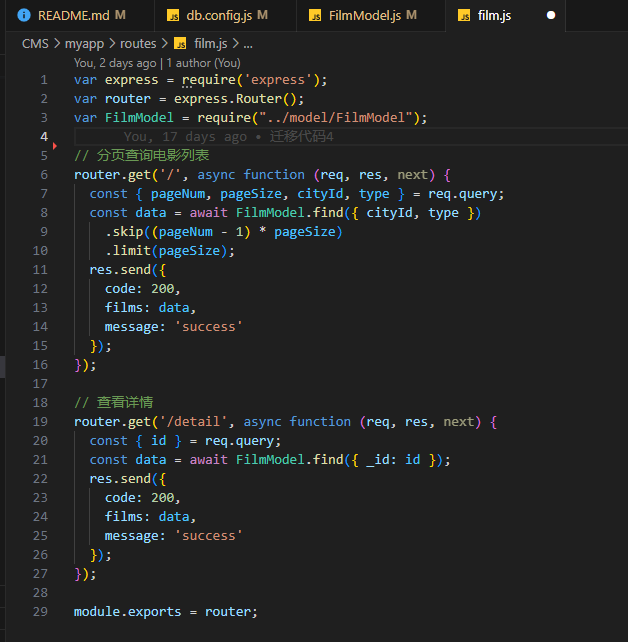 README.md M
JS db.config.js M
JS FilmModel.js M
JS film.js
CMS > myapp > routes > JS film.js > ...
You, 2 days ago | 1 author (You)
1 var express = require('express');
2 var router = express.Router();
3 var FilmModel = require("../model/FilmModel");
4 You, 17 days ago • 迁移代码4
5 // 分页查询电影列表
6 router.get('/', async function (req, res, next) {
7 const { pageNum, pageSize, cityId, type } = req.query;
8 const data = await FilmModel.find({ cityId, type })
9 .skip((pageNum - 1) * pageSize)
10 .limit(pageSize);
11 res.send({
12 code: 200,
13 films: data,
14 message: 'success'
15 });
16 });
17
18 // 查看详情
19 router.get('/detail', async function (req, res, next) {
20 const { id } = req.query;
21 const data = await FilmModel.find({ _id: id });
22 res.send({
23 code: 200,
24 films: data,
25 message: 'success'
26 });
27 });
28
29 module.exports = router;